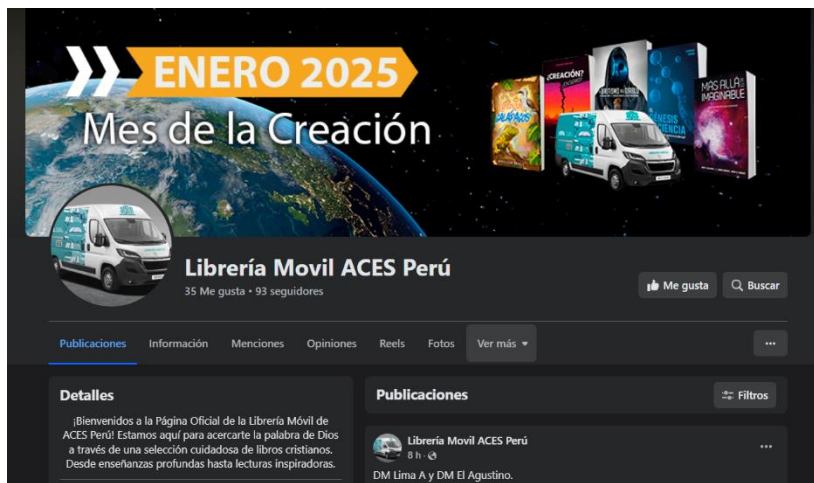 ENERO 2025
Mes de la Creación
¿CREACIÓN?
GALÁPAGOS
GÉNESIS
CIENCIA
MÁS ALLÁ
IMAGINABLE
Librería Movil ACES Perú
35 Me gusta • 93 seguidores
Me gusta
Buscar
Publicaciones Información Menciones Opiniones Reels Fotos Ver más
Detalles
¡Bienvenidos a la Página Oficial de la Librería Móvil de
ACES Perú! Estamos aquí para acercarte la palabra de Dios
a través de una selección cuidadosa de libros cristianos.
Desde enseñanzas profundas hasta lecturas inspiradoras.
Publicaciones
Filtros
Librería Movil ACES Perú
8 h ·
DM Lima A y DM El Agustino.